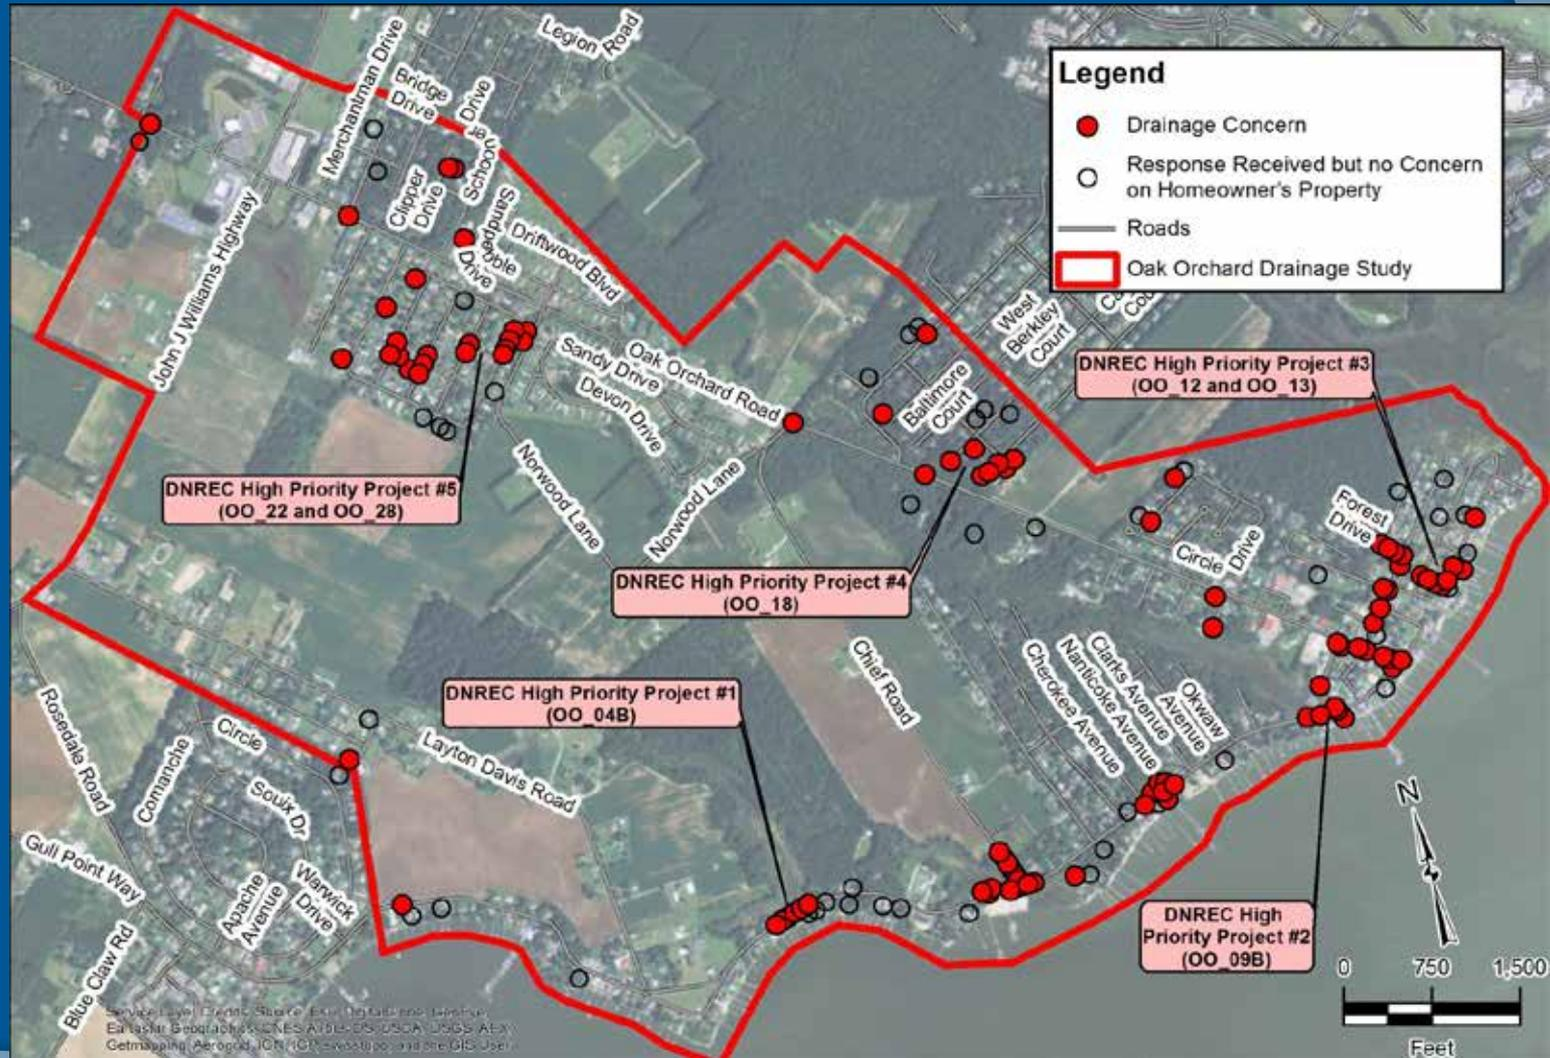 Legion Road
Merchantman Drive
Bridge
Drive
Drive
Schooner
Clipper
Drive
Sandpebble
Drive
Driftwood Blvd
John J Williams Highway
Sandy Drive
Oak Orchard Road
Devon Drive
Norwood Lane
Norwood Lane
West
Berkley
Court
Baltimore
Court
Legend
Drainage Concern
Response Received but no Concern
on Homeowner's Property
Roads
Oak Orchard Drainage Study
DNREC High Priority Project #3
(OO_12 and OO_13)
DNREC High Priority Project #5
(OO_22 and OO_28)
DNREC High Priority Project #4
(OO_18)
DNREC High Priority Project #1
(OO_04B)
DNREC High
Priority Project #2
(OO_09B)
Forest
Drive
Circle Drive
Chief Road
Cherokee Avenue
Nanticoke Avenue
Clarks Avenue
Okwaw
Avenue
Layton Davis Road
Rosedale Road
Comanche
Circle
Souix Dr
Warwick
Drive
Apache
Avenue
Gull Point Way
Blue Claw Rd
N
0 750 1,500
Feet